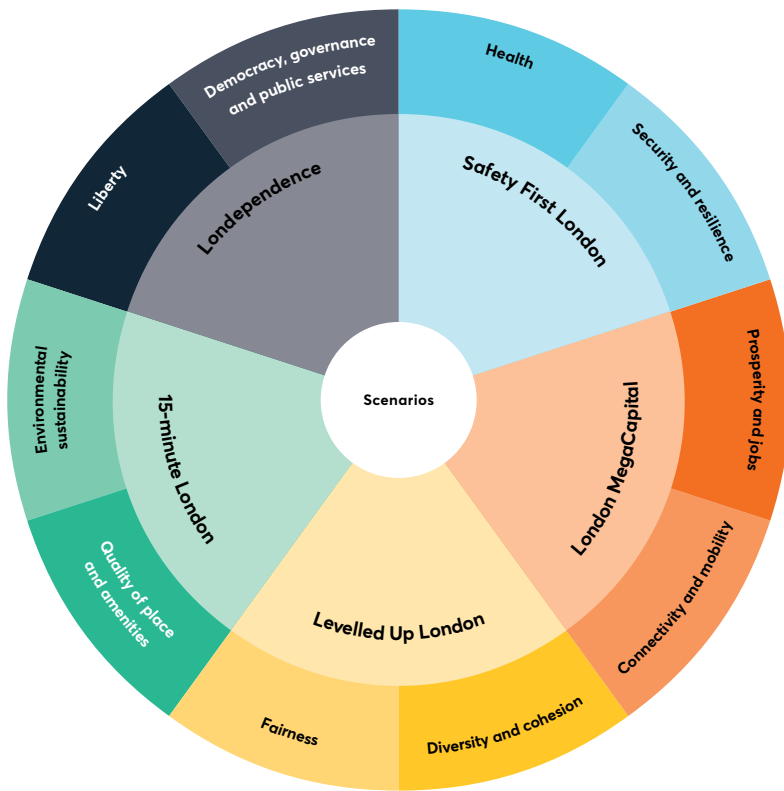 Scenarios
Safety First London
Health
Security and resilience
London MegaCapital
Prosperity and jobs
Connectivity and mobility
Levelled Up London
Diversity and cohesion
Fairness
15-minute London
Quality of place
and amenities
Environmental
sustainability
Londependence
Liberty
Democracy, governance
and public services